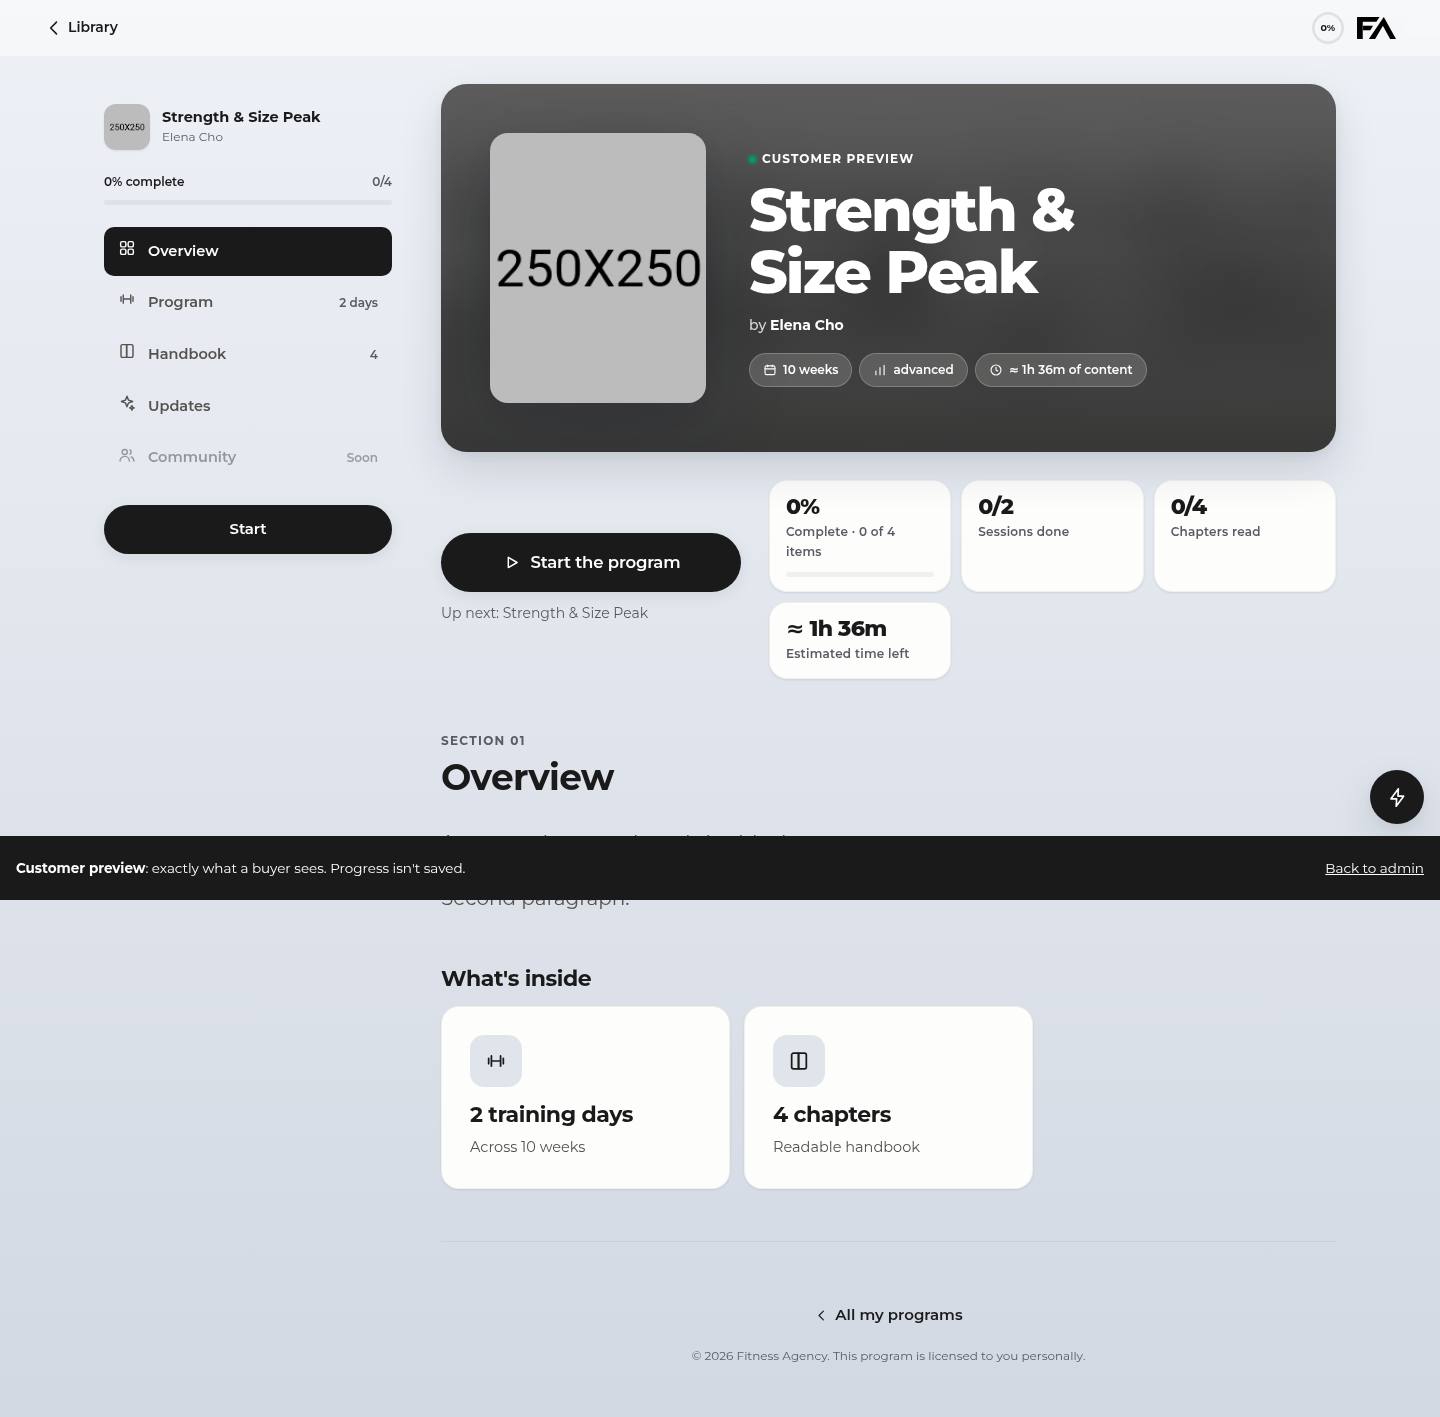 Library
0%
FA
250X250
Strength & Size Peak
Elena Cho
0% complete
0/4
Overview
Program
2 days
Handbook
4
Updates
Community
Soon
Start
250X250
CUSTOMER PREVIEW
Strength &
Size Peak
by Elena Cho
10 weeks
advanced
≈ 1h 36m of content
Start the program
Up next: Strength & Size Peak
0%
Complete · 0 of 4
items
0/2
Sessions done
0/4
Chapters read
≈ 1h 36m
Estimated time left
SECTION 01
Overview
Customer preview: exactly what a buyer sees. Progress isn't saved.
Back to admin
Second paragraph.
What's inside
2 training days
Across 10 weeks
4 chapters
Readable handbook
All my programs
© 2026 Fitness Agency. This program is licensed to you personally.